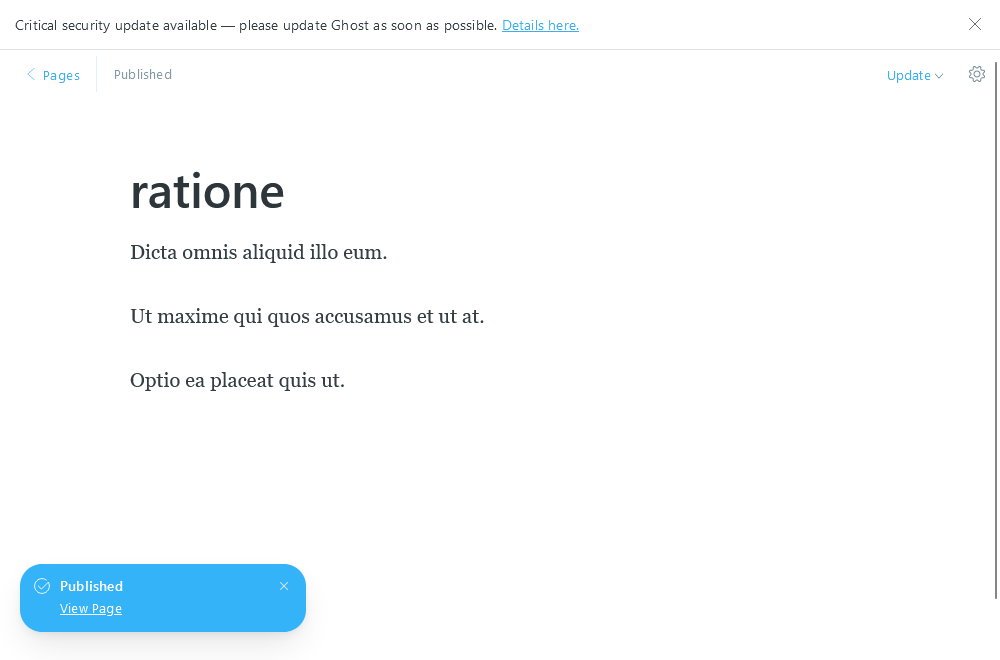 Critical security update available — please update Ghost as soon as possible. Details here.
Pages
Published
Update
ratione
Dicta omnis aliquid illo eum.
Ut maxime qui quos accusamus et ut at.
Optio ea placeat quis ut.
Published
View Page